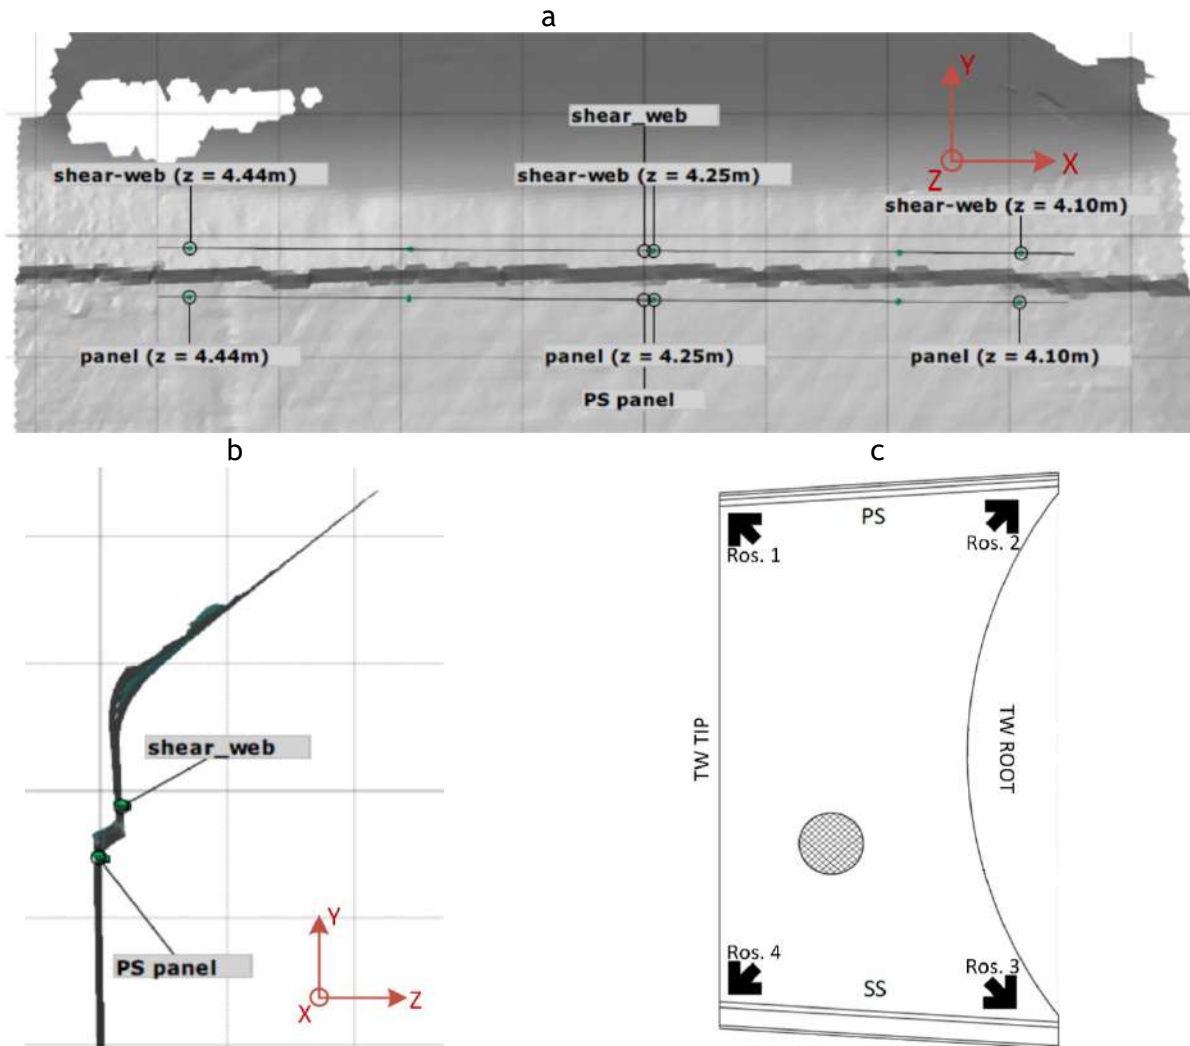 a
shear_web
Y
shear-web (z = 4.44m)
shear-web (z = 4.25m)
Z
X
shear-web (z = 4.10m)
panel (z = 4.44m)
panel (z = 4.25m)
panel (z = 4.10m)
PS panel
b
shear_web
PS panel
Y
X
Z
c
PS
Ros. 1
Ros. 2
TW TIP
TW ROOT
Ros. 4
Ros. 3
SS